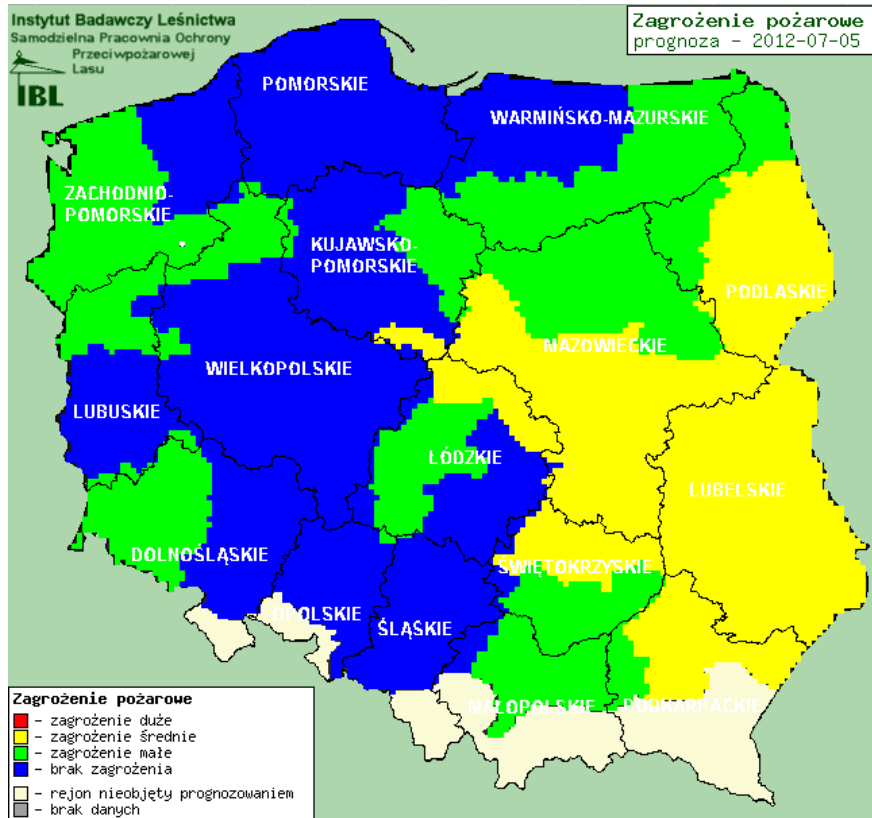 Instytut Badawczy Leśnictwa
Samodzielna Pracownia Ochrony
Przeciwpożarowej
Lasu
IBL
Zagrożenie pożarowe
prognoza - 2012-07-05
POMORSKIE
WARMIŃSKO-MAZURSKIE
ZACHODNIO-
POMORSKIE
KUJAWSKO-
POMORSKIE
PODLASKIE
MAZOWIECKIE
WIELKOPOLSKIE
LUBUSKIE
ŁÓDZKIE
LUBELSKIE
DOLNOŚLĄSKIE
ŚWIĘTOKRZYSKIE
OPOLSKIE
ŚLĄSKIE
MAŁOPOLSKIE
PODKARPACKIE
Zagrożenie pożarowe
- zagrożenie duże
- zagrożenie średnie
- zagrożenie małe
- brak zagrożenia
- rejon nieobjęty prognozowaniem
- brak danych